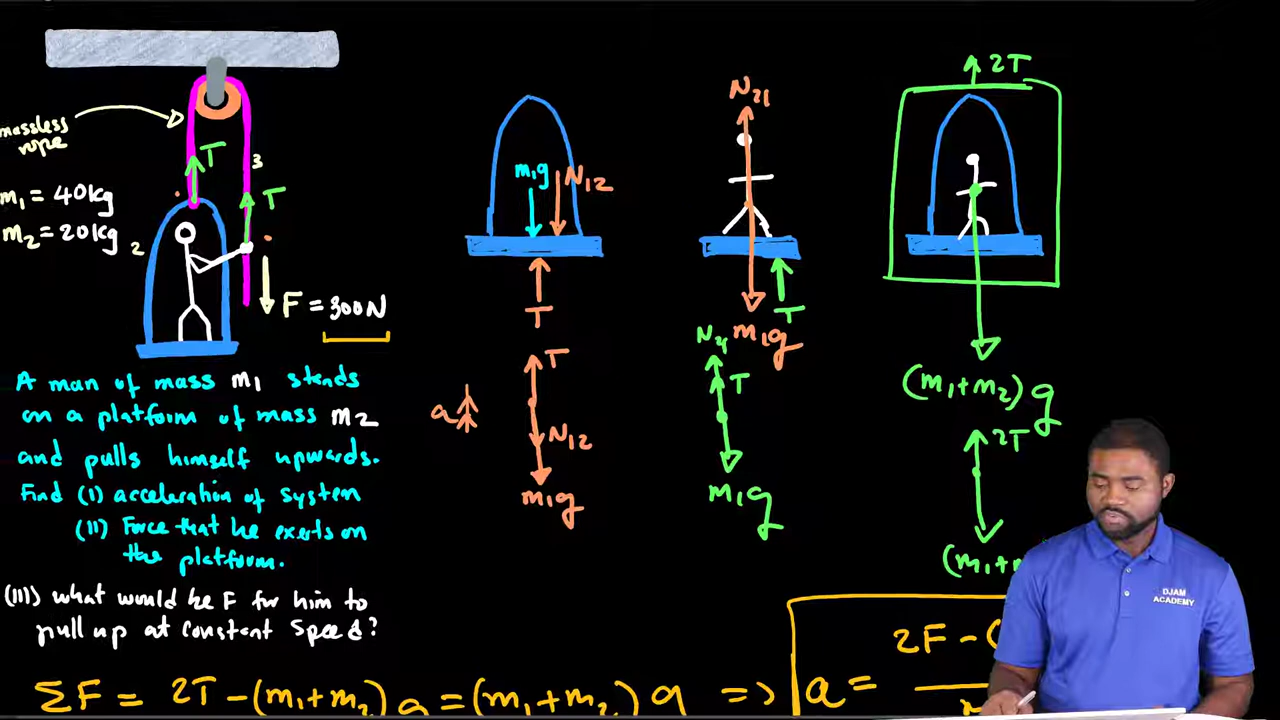 massless
rope
T
3
T
m1 = 40kg
m2 = 20kg
2
F = 300N
A man of mass m1 stands
on a platform of mass m2
and pulls himself upwards.
Find (i) acceleration of system
(ii) Force that he exerts on
the platform.
(iii) what would be F for him to
pull up at constant speed?
m1g
N12
T
T
a
N12
m1g
N21
T
m1g
N21
T
m1g
2T
(m1+m2)g
2T
(m1+m
DJAM
ACADEMY
ΣF = 2T - (m1+m2)g = (m1+m2)a => a =
2F - (